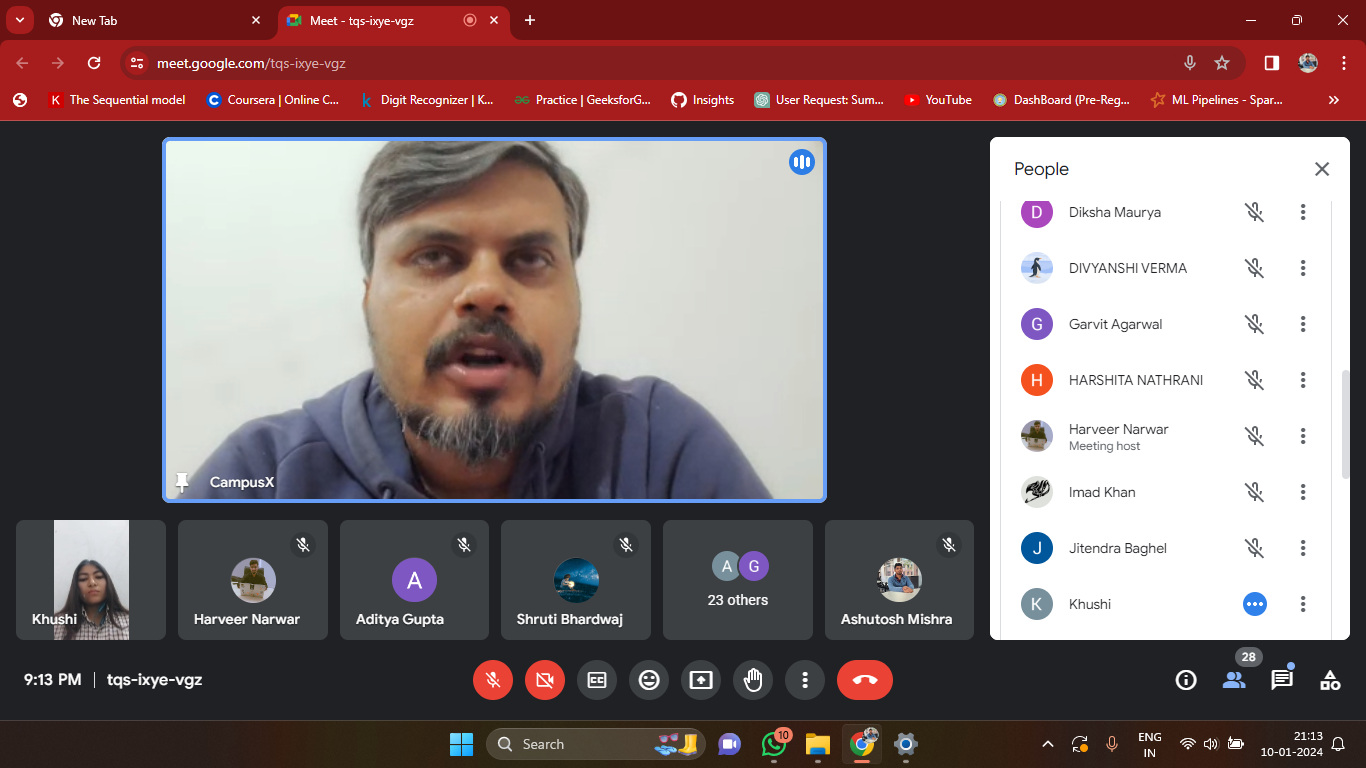 New Tab
Meet - tqs-ixye-vgz
meet.google.com/tqs-ixye-vgz
K The Sequential model
C Coursera | Online C...
k Digit Recognizer | K...
Practice | GeeksforG...
Insights
User Request: Sum...
YouTube
DashBoard (Pre-Reg...
ML Pipelines - Spar...
CampusX
People
D Diksha Maurya
DIVYANSHI VERMA
G Garvit Agarwal
H HARSHITA NATHRANI
Harveer Narwar
Meeting host
Imad Khan
J Jitendra Baghel
K Khushi
Khushi
Harveer Narwar
A
Aditya Gupta
Shruti Bhardwaj
A G
23 others
Ashutosh Mishra
9:13 PM | tqs-ixye-vgz
28
Search
10
ENG
IN
21:13
10-01-2024